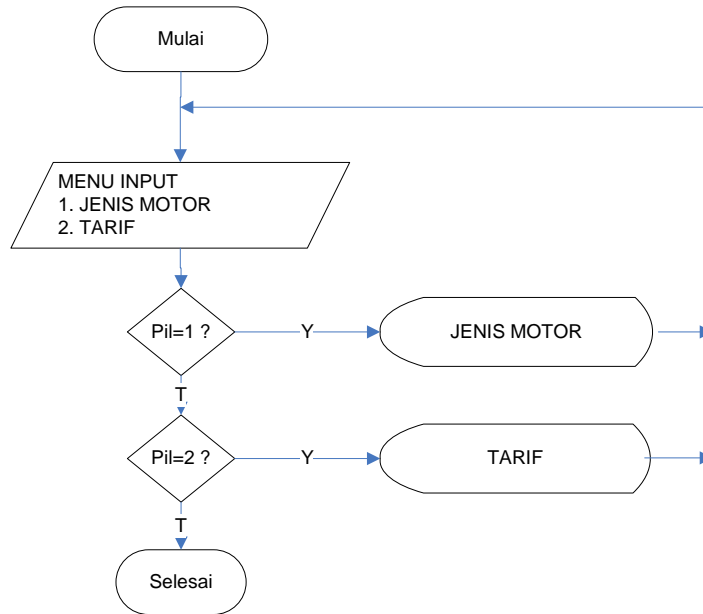 Mulai
MENU INPUT
1. JENIS MOTOR
2. TARIF
Pil=1 ?
Y
JENIS MOTOR
T
Pil=2 ?
Y
TARIF
T
Selesai